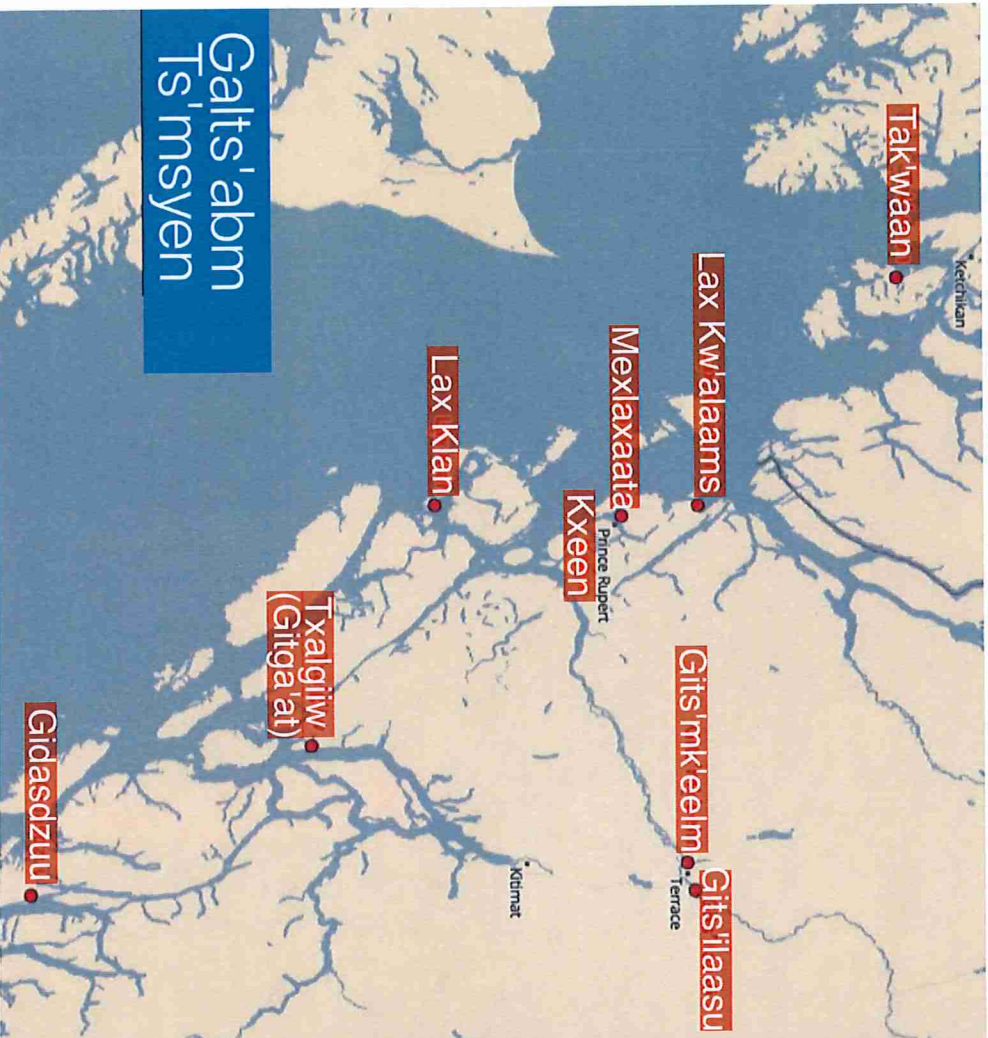 Ketchikan
Tak'waan
Lax Kw'alaams
Gits'ilaasu
Gits'mk'eelm
Terrace
Mexlaxaata
Prince Rupert
Kxeen
Kitimat
Lax Klan
Txalgiiw
(Gitga'at)
Galts'abm
Ts'msyen
Gidasdzuu